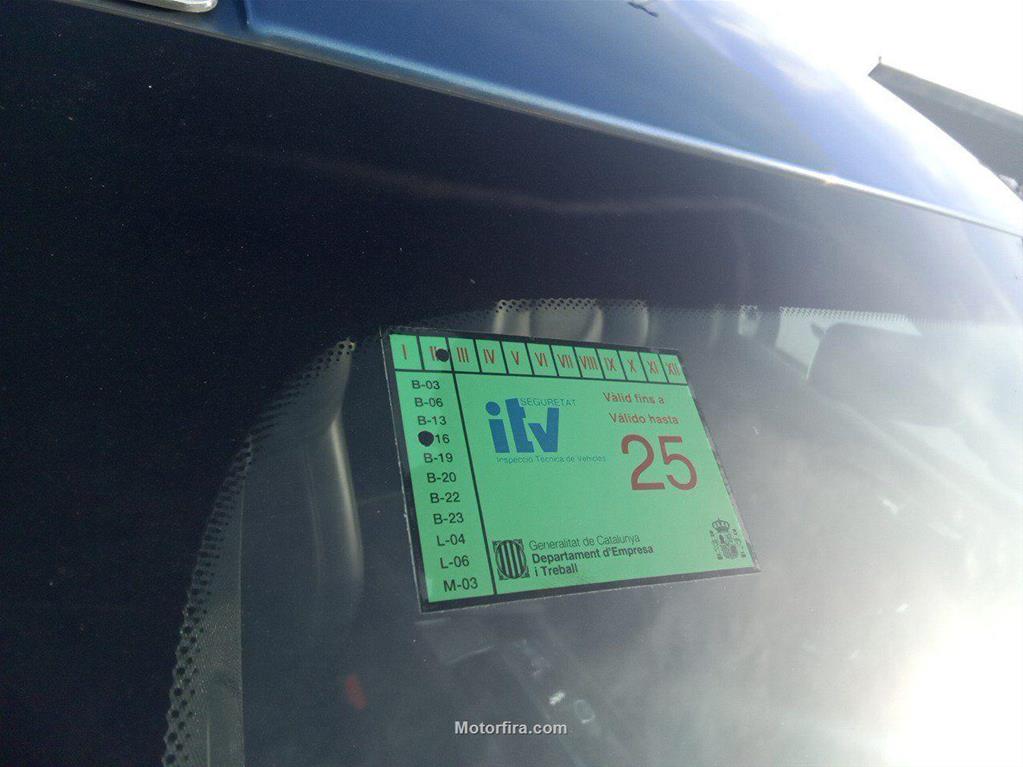 I II III IV V VI VII VIII IX X XI XII
B-03
B-06
B-13
16
B-19
B-20
B-22
B-23
L-04
L-06
M-03
SEGURETAT
itv
Inspecció Tècnica de Vehicles
Vàlid fins a
Válido hasta
25
Generalitat de Catalunya
Departament d'Empresa
i Treball
Motorfira.com